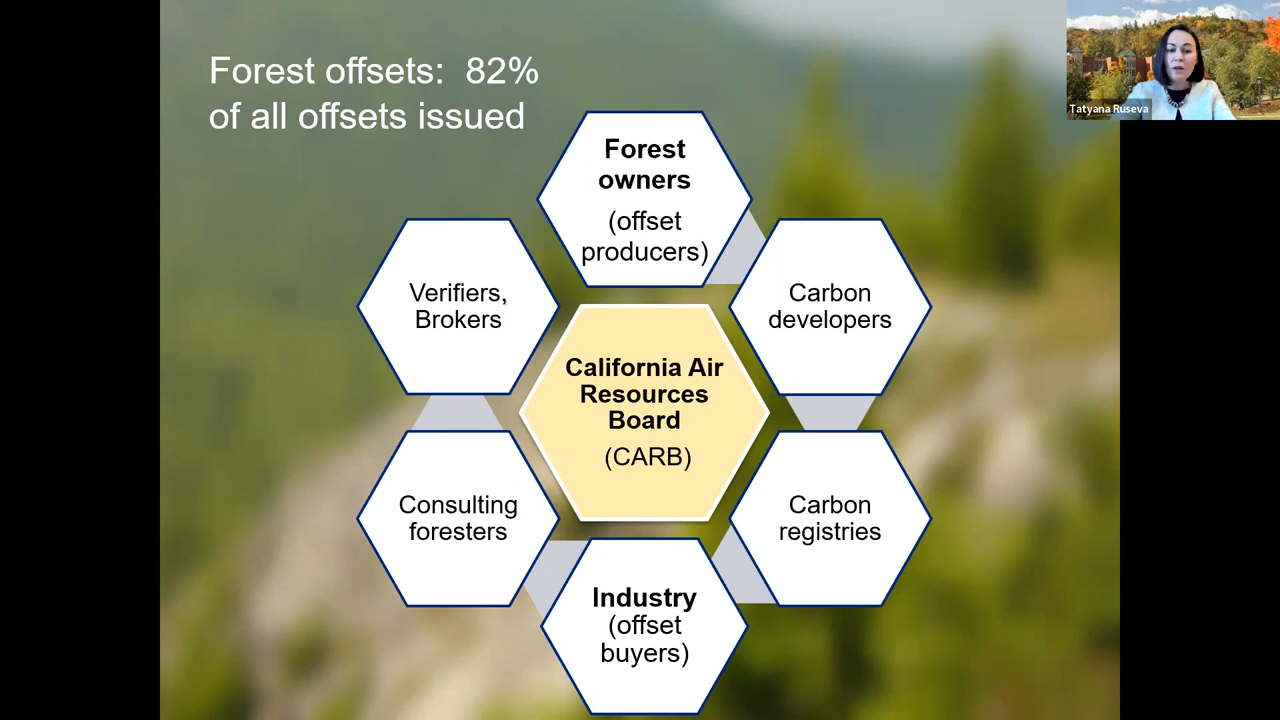 Forest offsets: 82%
of all offsets issued
Tatyana Ruseva
Forest
owners
(offset
producers)
Verifiers,
Brokers
Carbon
developers
California Air
Resources
Board
(CARB)
Consulting
foresters
Carbon
registries
Industry
(offset
buyers)